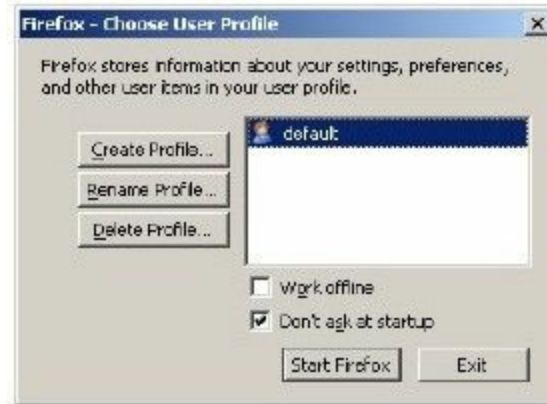 Firefox - Choose User Profile
Firefox stores information about your settings, preferences,
and other user items in your user profile.
Create Profile...
Rename Profile...
Delete Profile...
default
Work offline
Don't ask at startup
Start Firefox
Exit